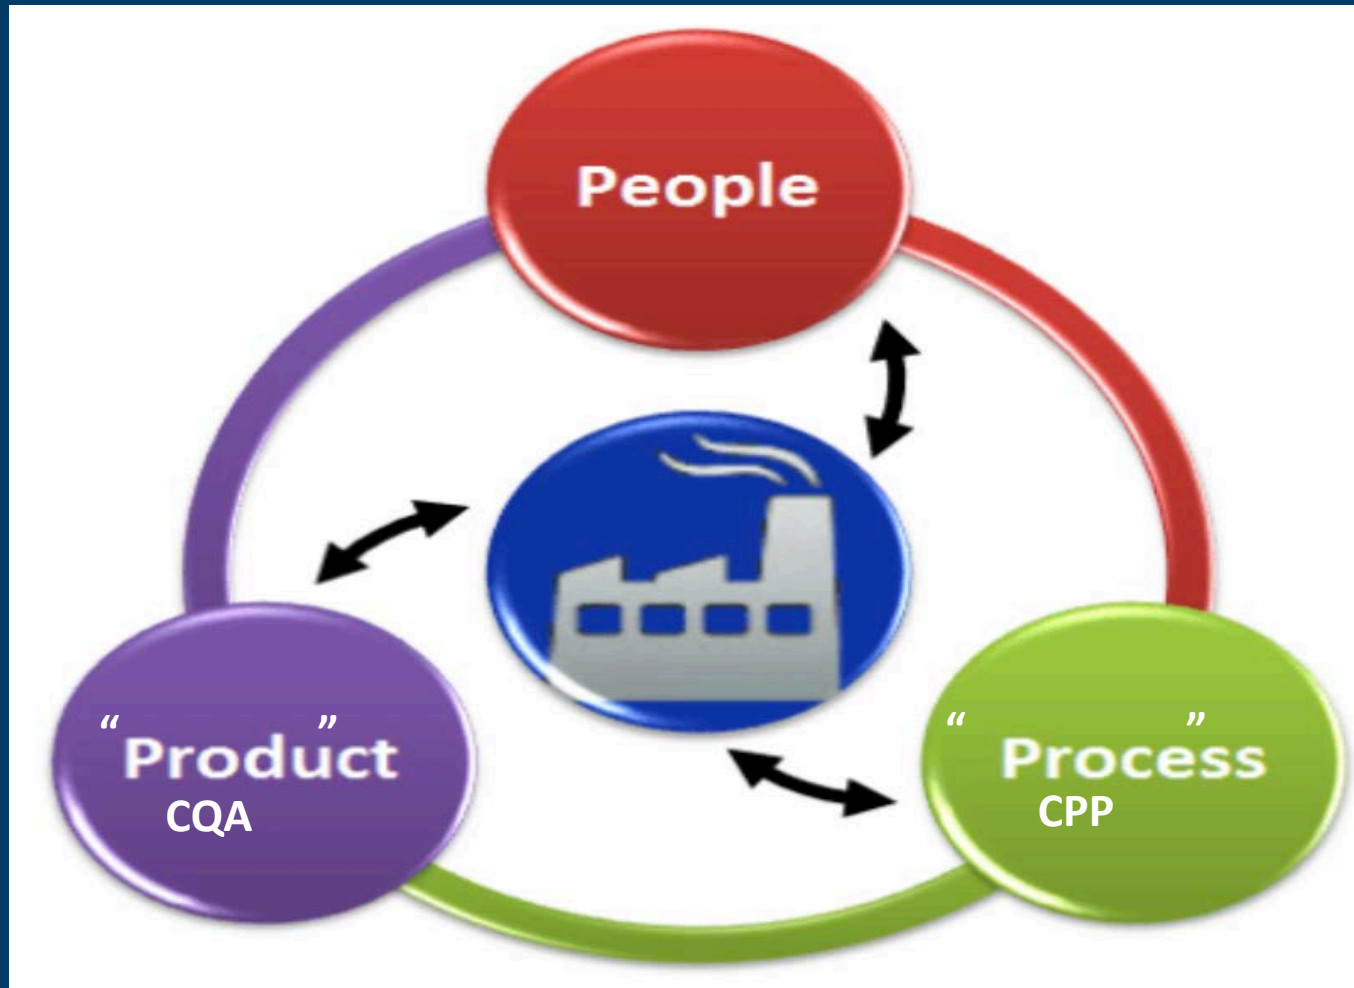 People
“ ”
Product
CQA
“ ”
Process
CPP